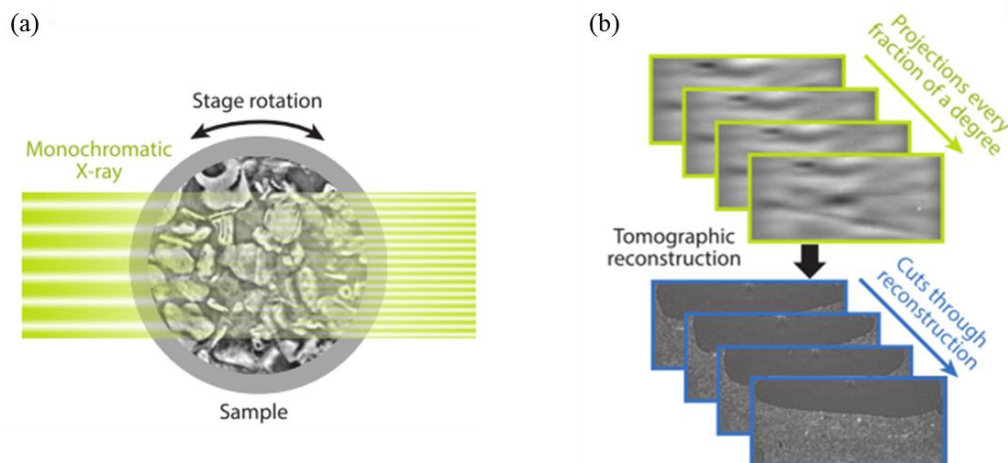 (a)
Stage rotation
Monochromatic
X-ray
Sample
(b)
Projections every
fraction of a degree
Tomographic
reconstruction
Cuts through
reconstruction